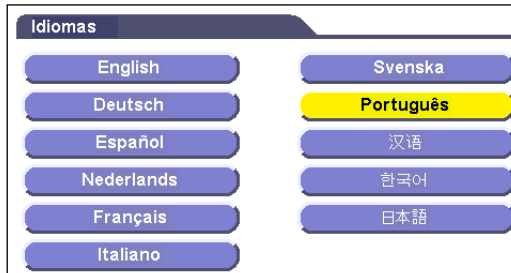 Idiomas
English
Deutsch
Español
Nederlands
Français
Italiano
Svenska
Português
汉语
한국어
日本語